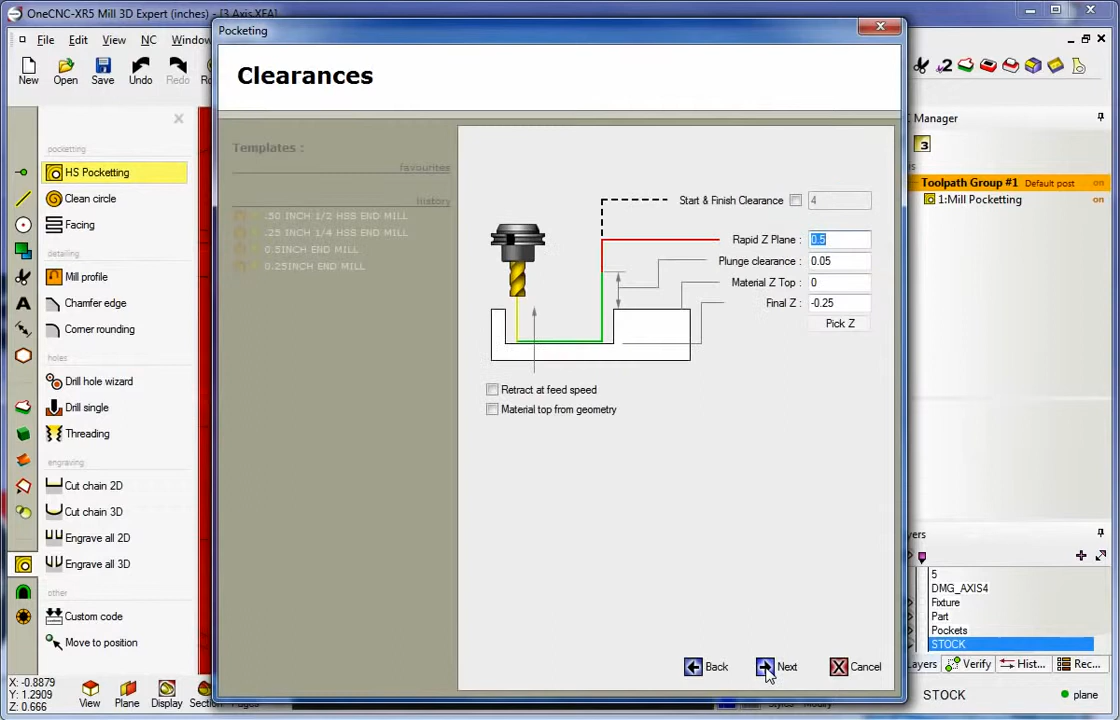 OneCNC-XR5 Mill 3D Expert (inches) - [3 Axis.XFA]
File Edit View NC Window
New Open Save Undo Redo
Pocketing
Clearances
Templates :
favourites
history
.50 INCH 1/2 HSS END MILL
.25 INCH 1/4 HSS END MILL
0.5INCH END MILL
0.25INCH END MILL
Start & Finish Clearance 4
Rapid Z Plane : 0.5
Plunge clearance : 0.05
Material Z Top : 0
Final Z : -0.25
Pick Z
Retract at feed speed
Material top from geometry
Back Next Cancel
pocketting
HS Pocketting
Clean circle
Facing
detailing
Mill profile
Chamfer edge
Corner rounding
holes
Drill hole wizard
Drill single
Threading
engraving
Cut chain 2D
Cut chain 3D
Engrave all 2D
Engrave all 3D
other
Custom code
Move to position
X: -0.8879
Y: 1.2909
Z: 0.666
View Plane Display
C Manager
3
Toolpath Group #1 Default post on
1:Mill Pocketting on
5
DMG_AXIS4
Fixture
Part
Pockets
STOCK
Verify Hist... Rec...
STOCK plane